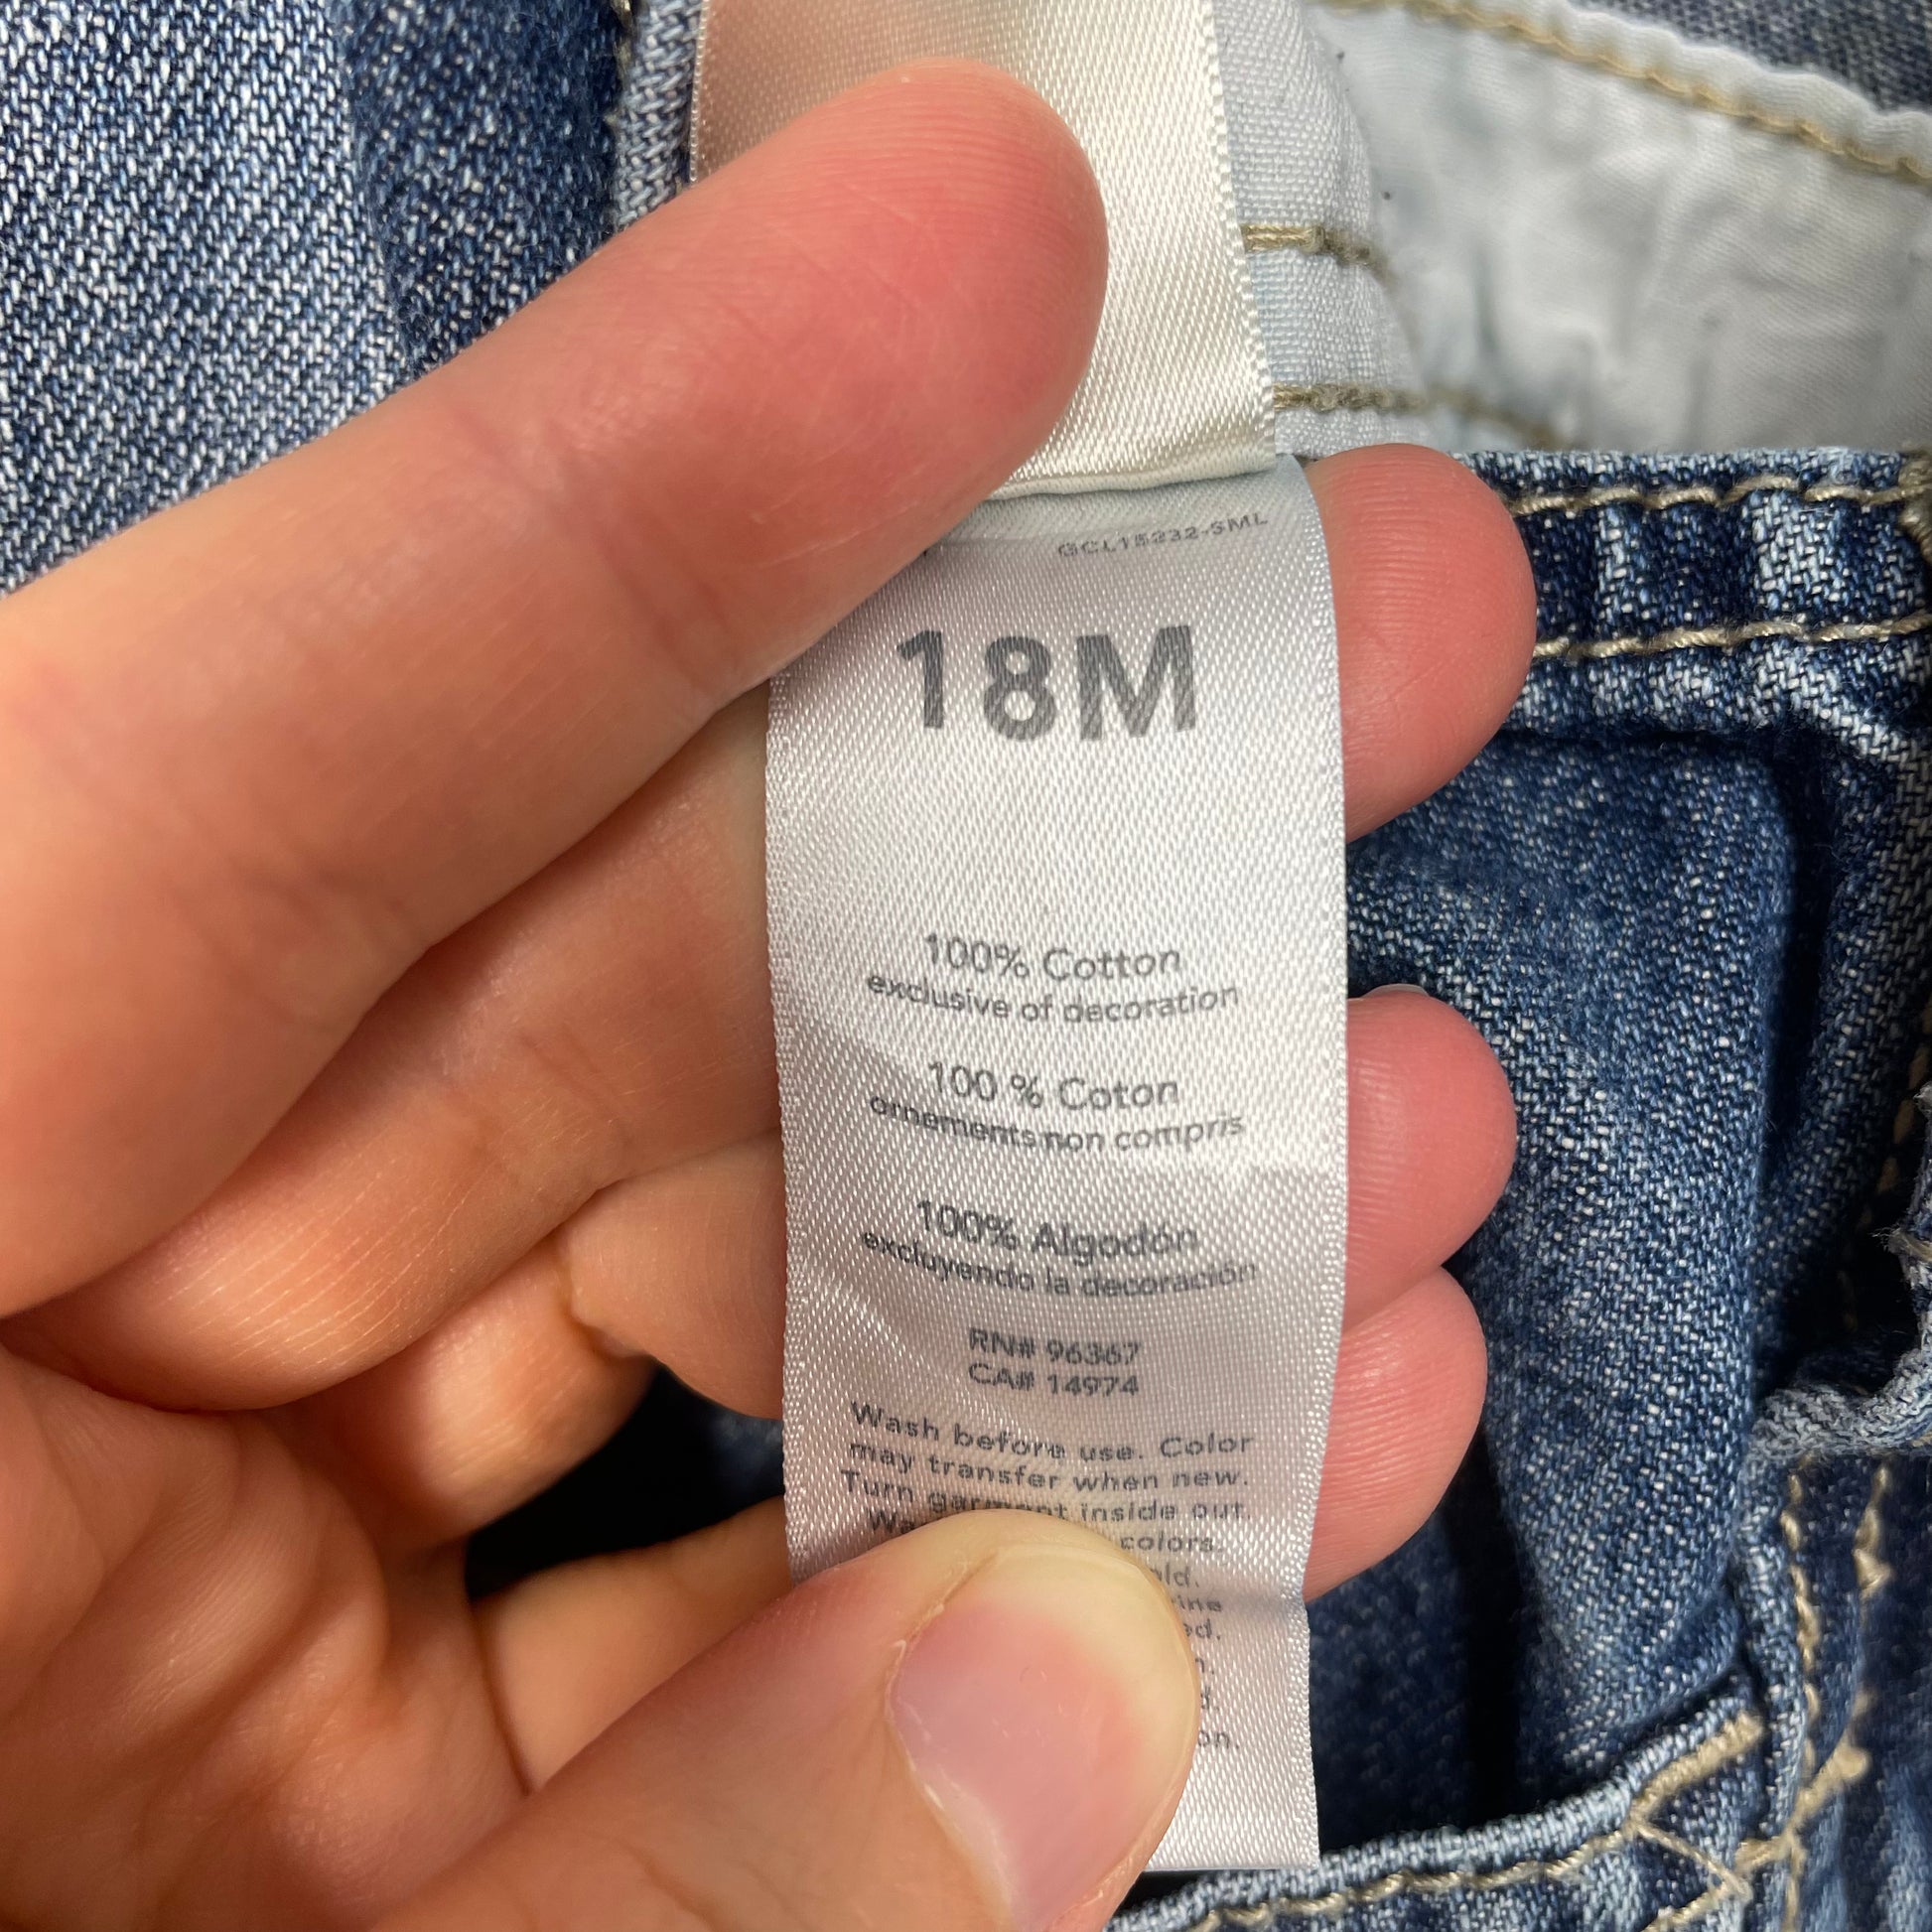 GCL15232-SML
18M
100% Cotton
exclusive of decoration
100 % Coton
ornements non compris
100% Algodón
excluyendo la decoración
RN# 96367
CA# 14974
Wash before use. Color
may transfer when new.
Turn garment inside out.
colors.